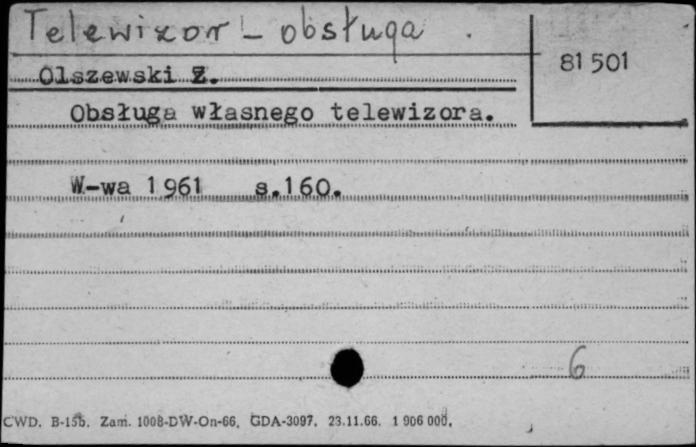 Telewizor - obsługa
81 501
Olszewski Z.
Obsługa własnego telewizora.
W-wa 1961 s.160.
6
CWD. B-15b. Zam. 1008-DW-On-66. GDA-3097. 23.11.66. 1 906 000.